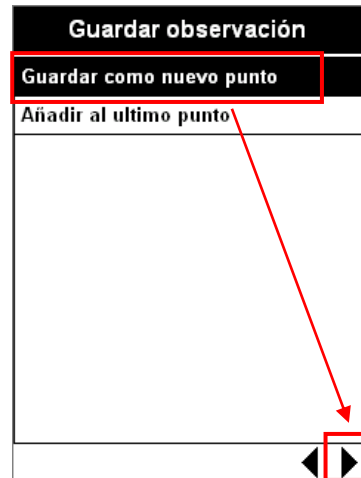 Guardar observación
Guardar como nuevo punto
Añadir al ultimo punto